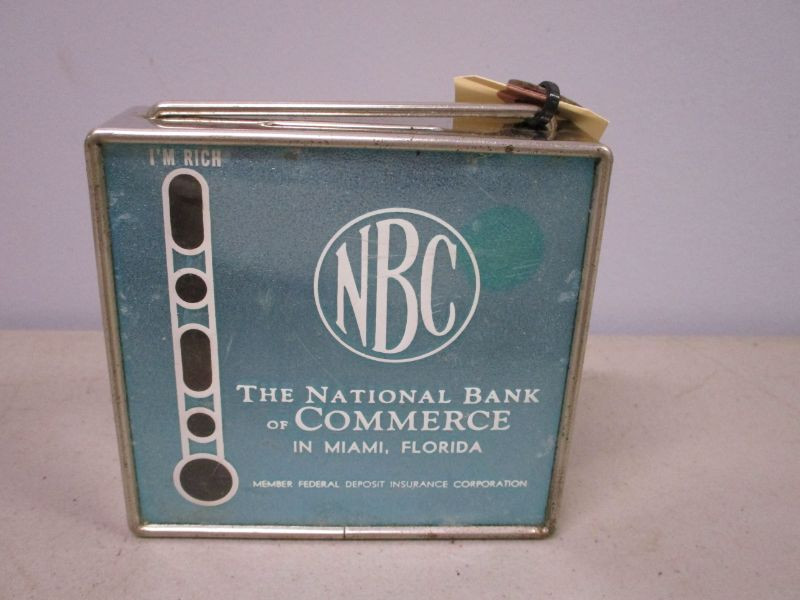 I'M RICH
NBC
THE NATIONAL BANK
OF COMMERCE
IN MIAMI, FLORIDA
MEMBER FEDERAL DEPOSIT INSURANCE CORPORATION